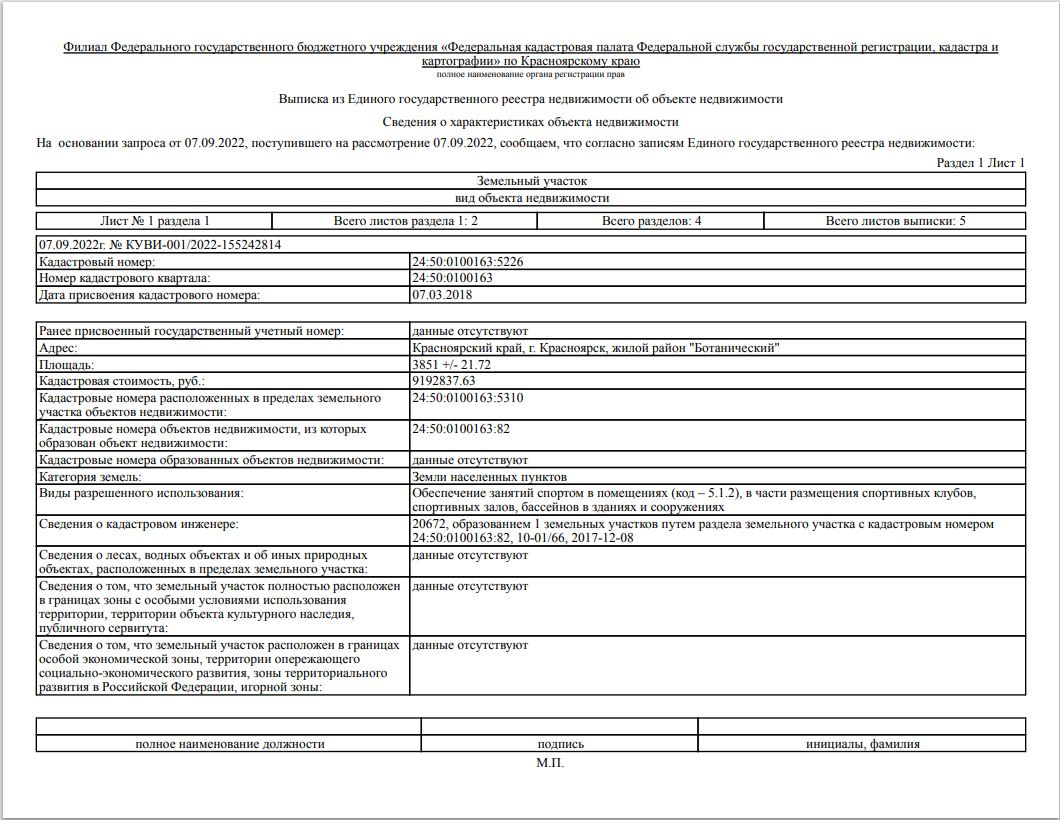 Филиал Федерального государственного бюджетного учреждения «Федеральная кадастровая палата Федеральной службы государственной регистрации, кадастра и
картографии» по Красноярскому краю
полное наименование органа регистрации прав
Выписка из Единого государственного реестра недвижимости об объекте недвижимости
Сведения о характеристиках объекта недвижимости
На основании запроса от 07.09.2022, поступившего на рассмотрение 07.09.2022, сообщаем, что согласно записям Единого государственного реестра недвижимости:
Раздел 1 Лист 1
Земельный участок
вид объекта недвижимости
Лист № 1 раздела 1 Всего листов раздела 1: 2 Всего разделов: 4 Всего листов выписки: 5
07.09.2022г. № КУВИ-001/2022-155242814
Кадастровый номер: 24:50:0100163:5226
Номер кадастрового квартала: 24:50:0100163
Дата присвоения кадастрового номера: 07.03.2018
Ранее присвоенный государственный учетный номер: данные отсутствуют
Адрес: Красноярский край, г. Красноярск, жилой район "Ботанический"
Площадь: 3851 +/- 21.72
Кадастровая стоимость, руб.: 9192837.63
Кадастровые номера расположенных в пределах земельного 24:50:0100163:5310
участка объектов недвижимости:
Кадастровые номера объектов недвижимости, из которых 24:50:0100163:82
образован объект недвижимости:
Кадастровые номера образованных объектов недвижимости: данные отсутствуют
Категория земель: Земли населенных пунктов
Виды разрешенного использования: Обеспечение занятий спортом в помещениях (код – 5.1.2), в части размещения спортивных клубов,
спортивных залов, бассейнов в зданиях и сооружениях
Сведения о кадастровом инженере: 20672, образованием 1 земельных участков путем раздела земельного участка с кадастровым номером
24:50:0100163:82, 10-01/66, 2017-12-08
Сведения о лесах, водных объектах и об иных природных данные отсутствуют
объектах, расположенных в пределах земельного участка:
Сведения о том, что земельный участок полностью расположен данные отсутствуют
в границах зоны с особыми условиями использования
территории, территории объекта культурного наследия,
публичного сервитута:
Сведения о том, что земельный участок расположен в границах данные отсутствуют
особой экономической зоны, территории опережающего
социально-экономического развития, зоны территориального
развития в Российской Федерации, игорной зоны:
полное наименование должности подпись инициалы, фамилия
М.П.